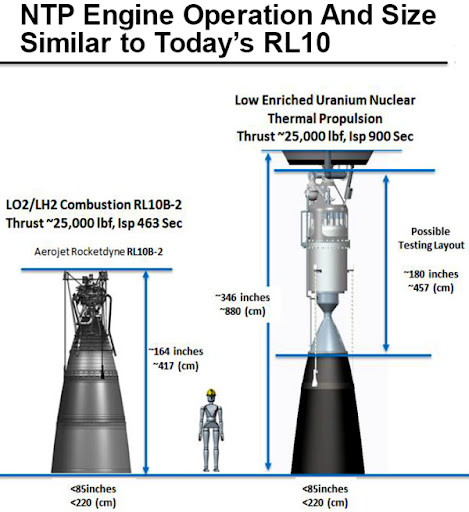 NTP Engine Operation And Size
Similar to Today's RL10
Low Enriched Uranium Nuclear
Thermal Propulsion
Thrust ~25,000 lbf, Isp 900 Sec
LO2/LH2 Combustion RL10B-2
Thrust ~25,000 lbf, Isp 463 Sec
Aerojet Rocketdyne RL10B-2
Possible
Testing Layout
~180 inches
~457 (cm)
~346 inches
~880 (cm)
~164 inches
~417 (cm)
<85inches
<220 (cm)
<85inches
<220 (cm)